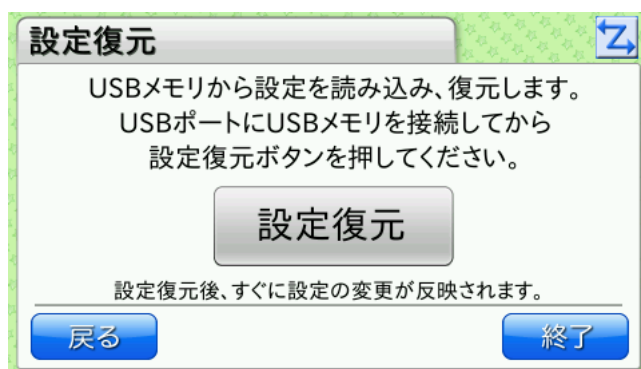 設定復元
USBメモリから設定を読み込み、復元します。
USBポートにUSBメモリを接続してから
設定復元ボタンを押してください。
設定復元
設定復元後、すぐに設定の変更が反映されます。
戻る
終了